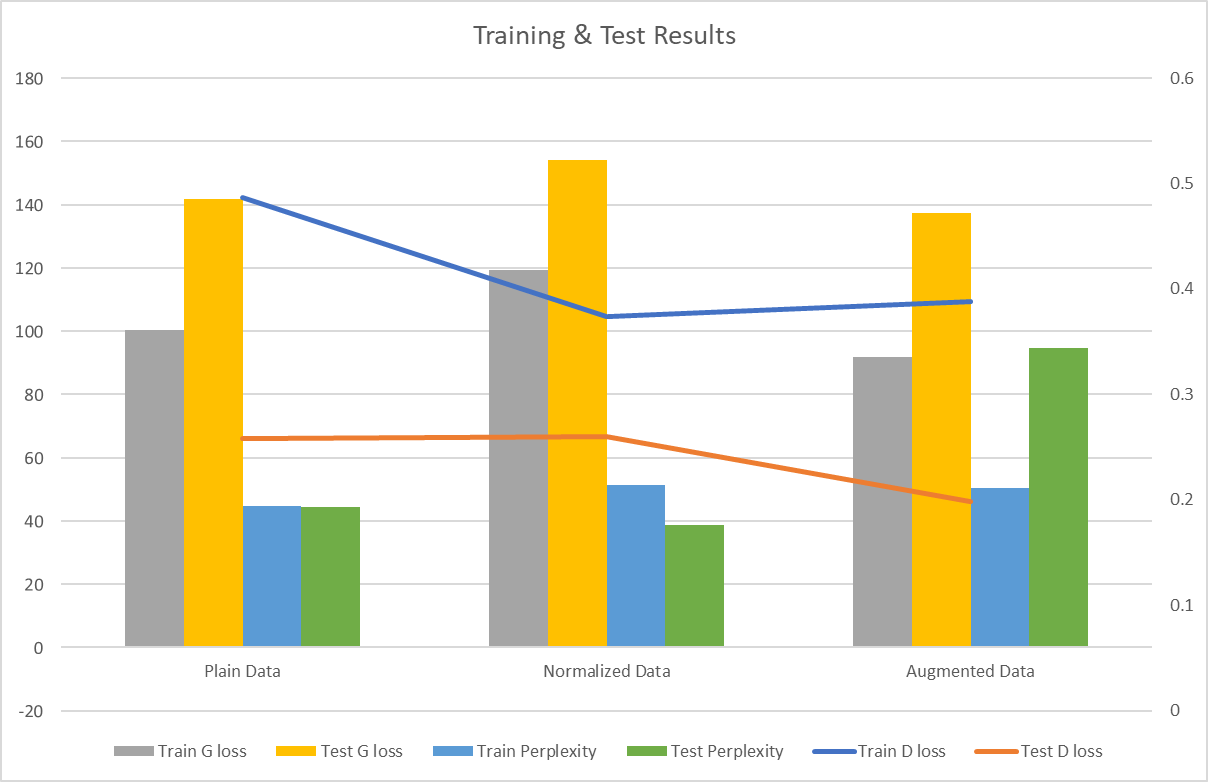 Training & Test Results
180
160
140
120
100
80
60
40
20
0
-20
0.6
0.5
0.4
0.3
0.2
0.1
0
Plain Data
Normalized Data
Augmented Data
Train G loss
Test G loss
Train Perplexity
Test Perplexity
Train D loss
Test D loss